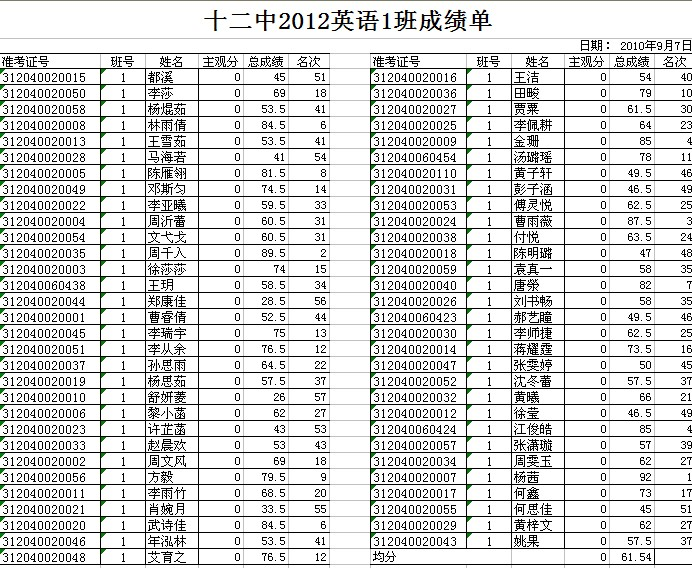 十二中2012英语1班成绩单
日期： 2010年9月7日
准考证号 班号 姓名 主观分 总成绩 名次 准考证号 班号 姓名 主观分 总成绩 名次
312040020015 1 都溪 0 45 51 312040020016 1 王洁 0 54 40
312040020050 1 李莎 0 69 18 312040020036 1 田畯 0 79 10
312040020058 1 杨焜茹 0 53.5 41 312040020027 1 贾粟 0 61.5 30
312040020008 1 林雨倩 0 84.5 6 312040020025 1 李佩耕 0 64 23
312040020013 1 王雪茹 0 53.5 41 312040020009 1 金珊 0 85 4
312040020028 1 马海若 0 41 54 312040060454 1 汤璐瑶 0 78 11
312040020005 1 陈雁翎 0 81.5 8 312040020110 1 黄子轩 0 49.5 46
312040020049 1 邓斯匀 0 74.5 14 312040020031 1 彭子涵 0 46.5 49
312040020022 1 李亚曦 0 59.5 33 312040020053 1 傅灵悦 0 62.5 25
312040020004 1 周沂蕾 0 60.5 31 312040020024 1 曹雨薇 0 87.5 3
312040020054 1 文弋戈 0 60.5 31 312040020038 1 付悦 0 63.5 24
312040020035 1 周千入 0 89.5 2 312040020018 1 陈明璐 0 47 48
312040020003 1 徐莎莎 0 74 15 312040020059 1 袁真一 0 58 35
312040060438 1 王玥 0 58.5 34 312040020040 1 唐滎 0 82 7
312040020044 1 郑康佳 0 28.5 56 312040020026 1 刘书畅 0 58 35
312040020001 1 曹睿倩 0 52.5 44 312040060423 1 郝艺瞳 0 49.5 46
312040020045 1 李瑞宇 0 75 13 312040020030 1 李师捷 0 62.5 25
312040020051 1 李从余 0 76.5 12 312040020014 1 蒋耀霆 0 73.5 16
312040020037 1 孙思雨 0 64.5 22 312040020047 1 张雯婷 0 50 45
312040020019 1 杨思茹 0 57.5 37 312040020052 1 沈冬蕾 0 57.5 37
312040020010 1 舒妍菱 0 26 57 312040020032 1 黄曦 0 66 21
312040020006 1 黎小菡 0 62 27 312040020012 1 徐莹 0 46.5 49
312040020023 1 许芷菡 0 43 53 312040060424 1 江俊皓 0 85 4
312040020033 1 赵晨欢 0 53 43 312040020057 1 张潇璇 0 57 39
312040020002 1 周文风 0 69 18 312040020034 1 周雯玉 0 62 27
312040020056 1 方毅 0 79.5 9 312040020007 1 杨茜 0 92 1
312040020011 1 李雨竹 0 68.5 20 312040020017 1 何鑫 0 73 17
312040020021 1 肖婉月 0 33.5 55 312040020055 1 何思佳 0 45 51
312040020020 1 武诗佳 0 84.5 6 312040020029 1 黄梓文 0 62 27
312040020046 1 年泓林 0 53.5 41 312040020043 1 姚果 0 57.5 37
312040020048 1 艾育之 0 76.5 12 均分 0 61.54